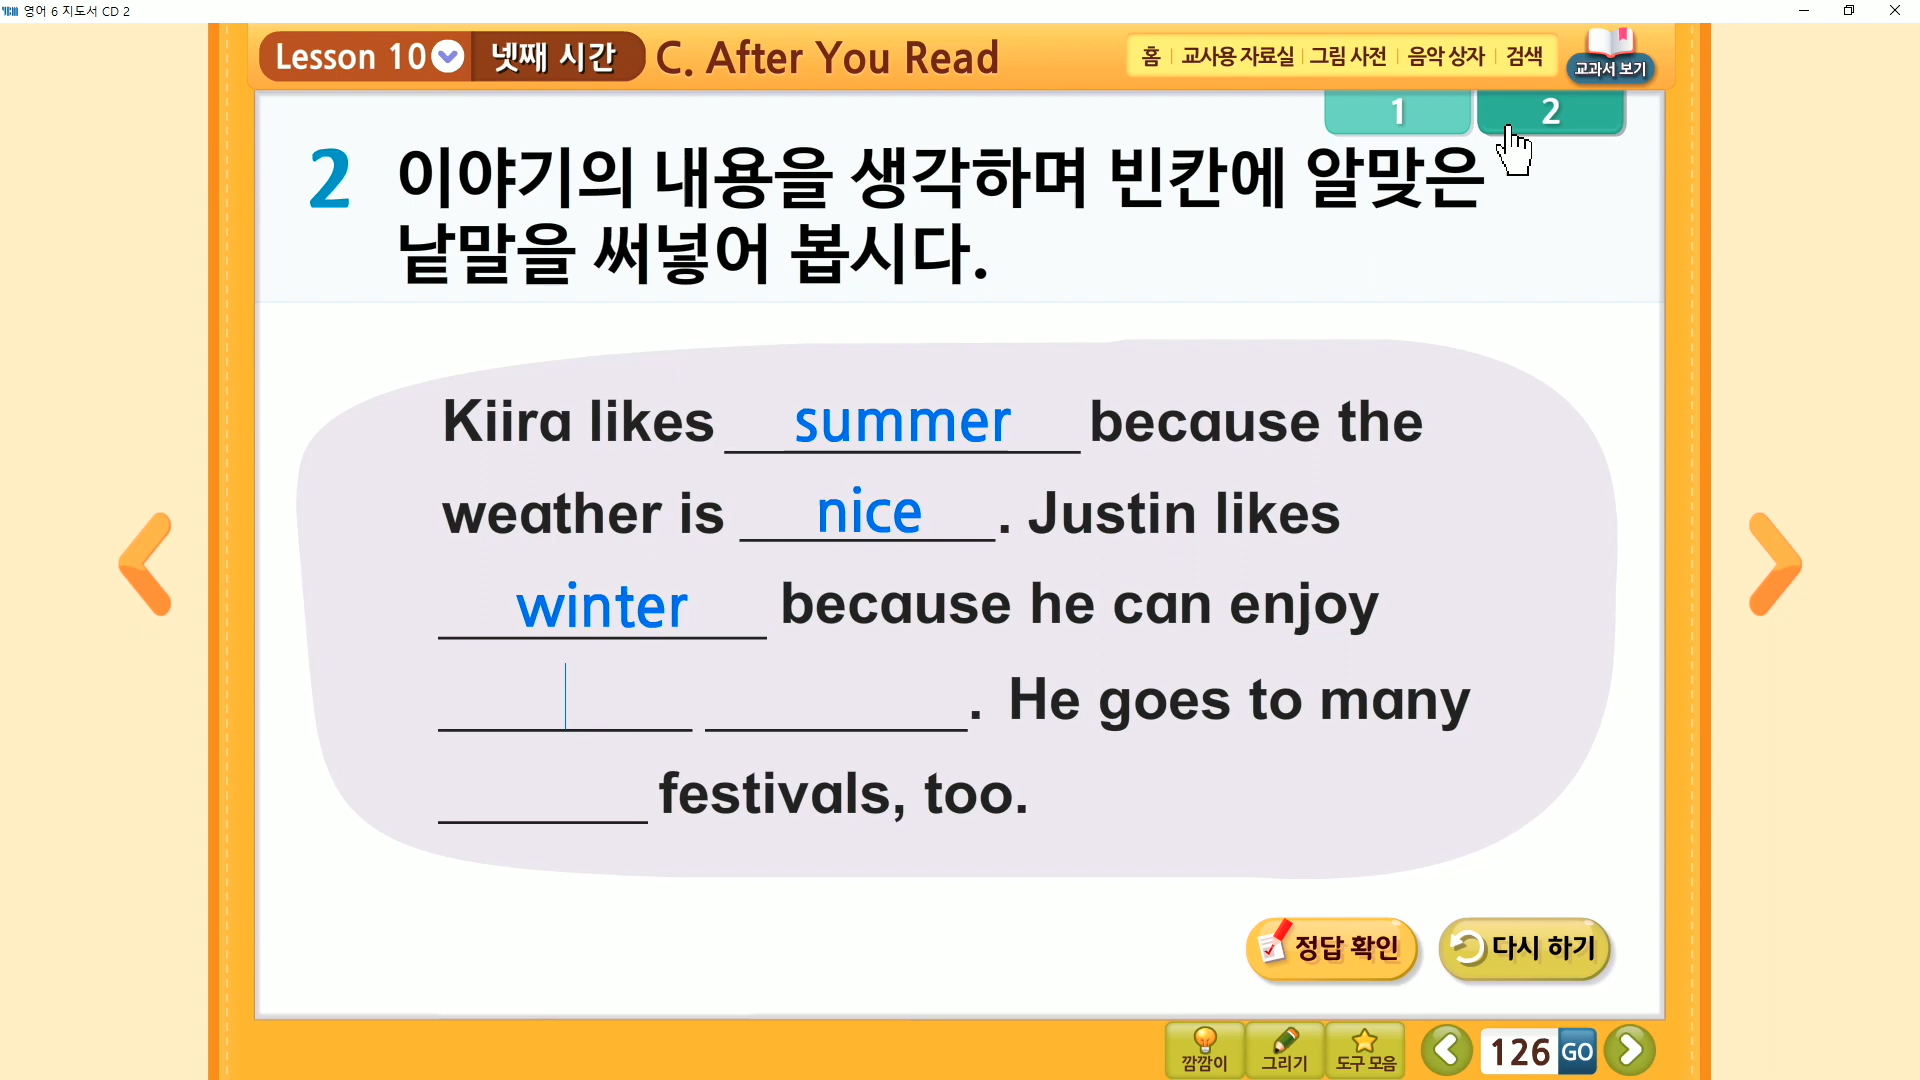 영어 6 지도서 CD 2
Lesson 10 넷째 시간 C. After You Read
홈 교사용 자료실 그림 사전 음악 상자 검색
교과서 보기
1 2
2 이야기의 내용을 생각하며 빈칸에 알맞은
낱말을 써넣어 봅시다.
Kiira likes summer because the
weather is nice. Justin likes
winter because he can enjoy
. He goes to many
festivals, too.
정답 확인 다시 하기
깜깜이 그리기 도구 모음 126 GO